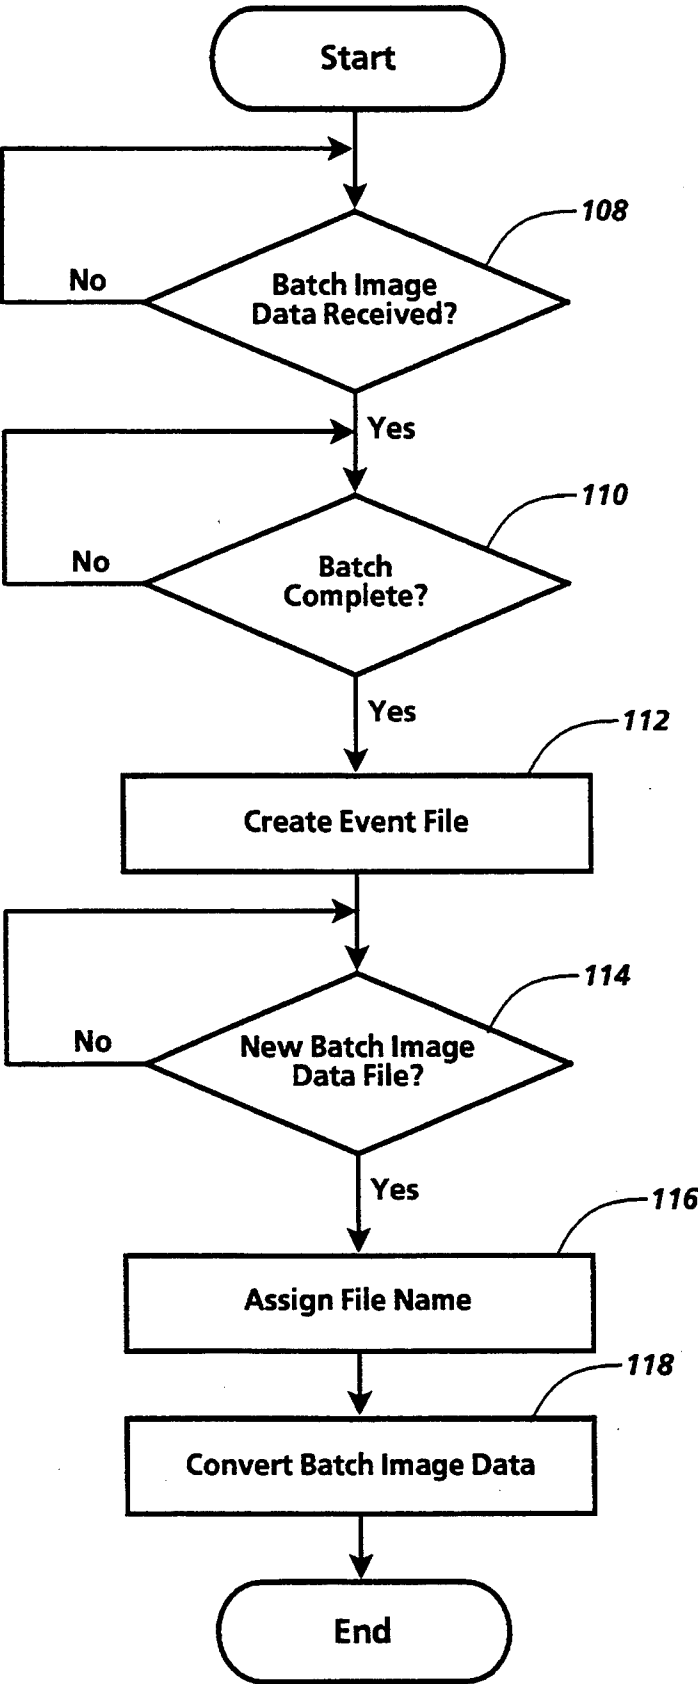 Start
108
Batch Image
Data Received?
No
Yes
110
Batch
Complete?
No
Yes
112
Create Event File
114
New Batch Image
Data File?
No
Yes
116
Assign File Name
118
Convert Batch Image Data
End